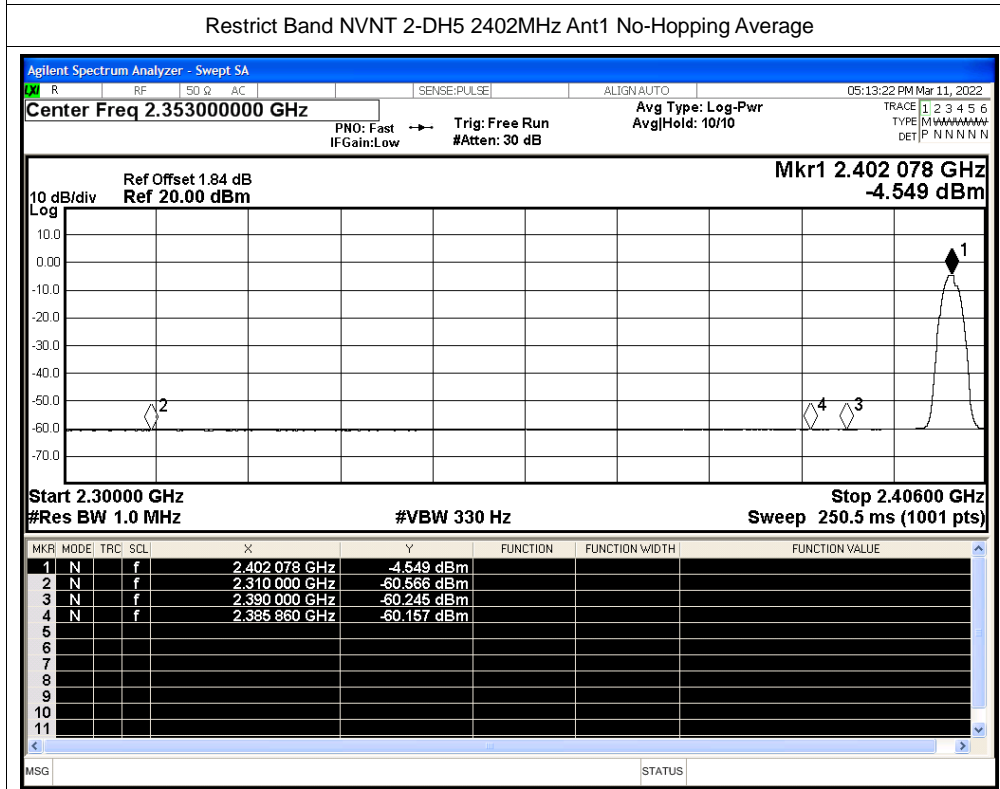 Restrict Band NVNT 2-DH5 2402MHz Ant1 No-Hopping Average
Agilent Spectrum Analyzer - Swept SA
LXI R RF 50 Ω AC SENSE:PULSE ALIGN AUTO 05:13:22 PM Mar 11, 2022
Center Freq 2.353000000 GHz
PNO: Fast
IFGain:Low
Trig: Free Run
#Atten: 30 dB
Avg Type: Log-Pwr
Avg|Hold: 10/10
TRACE 1 2 3 4 5 6
TYPE M WWWWW
DET P N N N N N
Mkr1 2.402 078 GHz
-4.549 dBm
Ref Offset 1.84 dB
10 dB/div Ref 20.00 dBm
Log
10.0
0.00
-10.0
-20.0
-30.0
-40.0
-50.0
-60.0
-70.0
1
2
4
3
Start 2.30000 GHz Stop 2.40600 GHz
#Res BW 1.0 MHz #VBW 330 Hz Sweep 250.5 ms (1001 pts)
MKR MODE TRC SCL X Y FUNCTION FUNCTION WIDTH FUNCTION VALUE
1 N f 2.402 078 GHz -4.549 dBm
2 N f 2.310 000 GHz -60.566 dBm
3 N f 2.390 000 GHz -60.245 dBm
4 N f 2.385 860 GHz -60.157 dBm
5
6
7
8
9
10
11
MSG STATUS